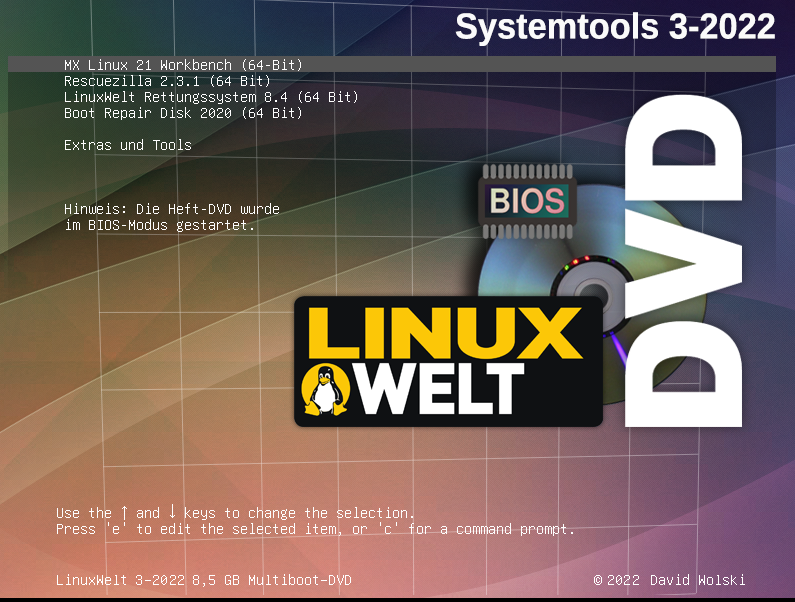 Systemtools 3-2022
MX Linux 21 Workbench (64-Bit)
Rescuezilla 2.3.1 (64 Bit)
LinuxWelt Rettungssystem 8.4 (64 Bit)
Boot Repair Disk 2020 (64 Bit)
Extras und Tools
Hinweis: Die Heft-DVD wurde
im BIOS-Modus gestartet.
BIOS
DVD
LINUX
WELT
Use the ↑ and ↓ keys to change the selection.
Press 'e' to edit the selected item, or 'c' for a command prompt.
LinuxWelt 3-2022 8,5 GB Multiboot-DVD
© 2022 David Wolski